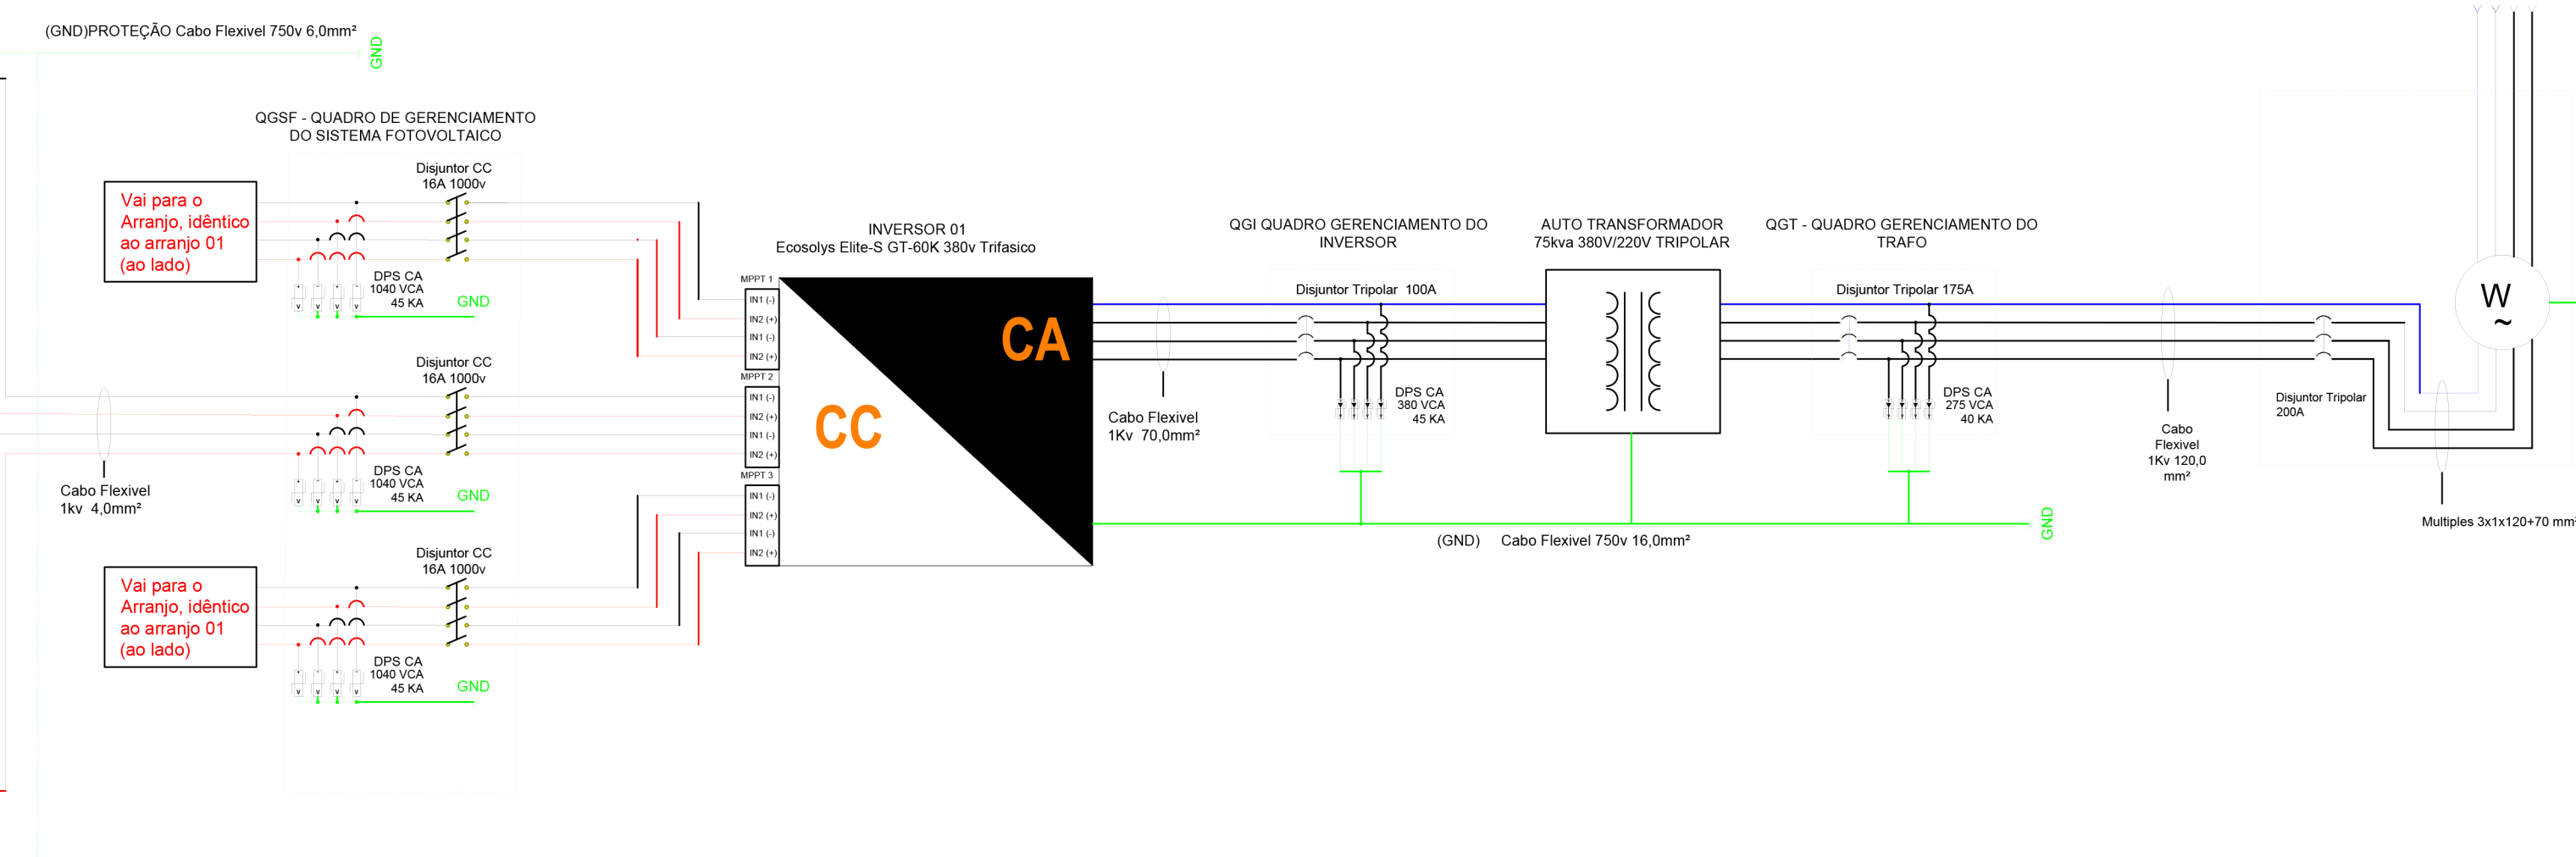 (GND)PROTEÇÃO Cabo Flexivel 750v 6,0mm²
GND
QGSF - QUADRO DE GERENCIAMENTO
DO SISTEMA FOTOVOLTAICO
Vai para o
Arranjo, idêntico
ao arranjo 01
(ao lado)
Disjuntor CC
16A 1000v
DPS CA
1040 VCA
45 KA
GND
Disjuntor CC
16A 1000v
DPS CA
1040 VCA
45 KA
GND
Cabo Flexivel
1kv 4,0mm²
Vai para o
Arranjo, idêntico
ao arranjo 01
(ao lado)
Disjuntor CC
16A 1000v
DPS CA
1040 VCA
45 KA
GND
INVERSOR 01
Ecosolys Elite-S GT-60K 380v Trifasico
MPPT 1
IN1 (-)
IN2 (+)
IN1 (-)
IN2 (+)
MPPT 2
IN1 (-)
IN2 (+)
IN1 (-)
IN2 (+)
MPPT 3
IN1 (-)
IN2 (+)
IN1 (-)
IN2 (+)
CA
CC
Cabo Flexivel
1Kv 70,0mm²
QGI QUADRO GERENCIAMENTO DO
INVERSOR
Disjuntor Tripolar 100A
DPS CA
380 VCA
45 KA
AUTO TRANSFORMADOR
75kva 380V/220V TRIPOLAR
QGT - QUADRO GERENCIAMENTO DO
TRAFO
Disjuntor Tripolar 175A
DPS CA
275 VCA
40 KA
(GND) Cabo Flexivel 750v 16,0mm²
GND
Cabo
Flexivel
1Kv 120,0
mm²
Disjuntor Tripolar
200A
W
~
Multiples 3x1x120+70 mm²